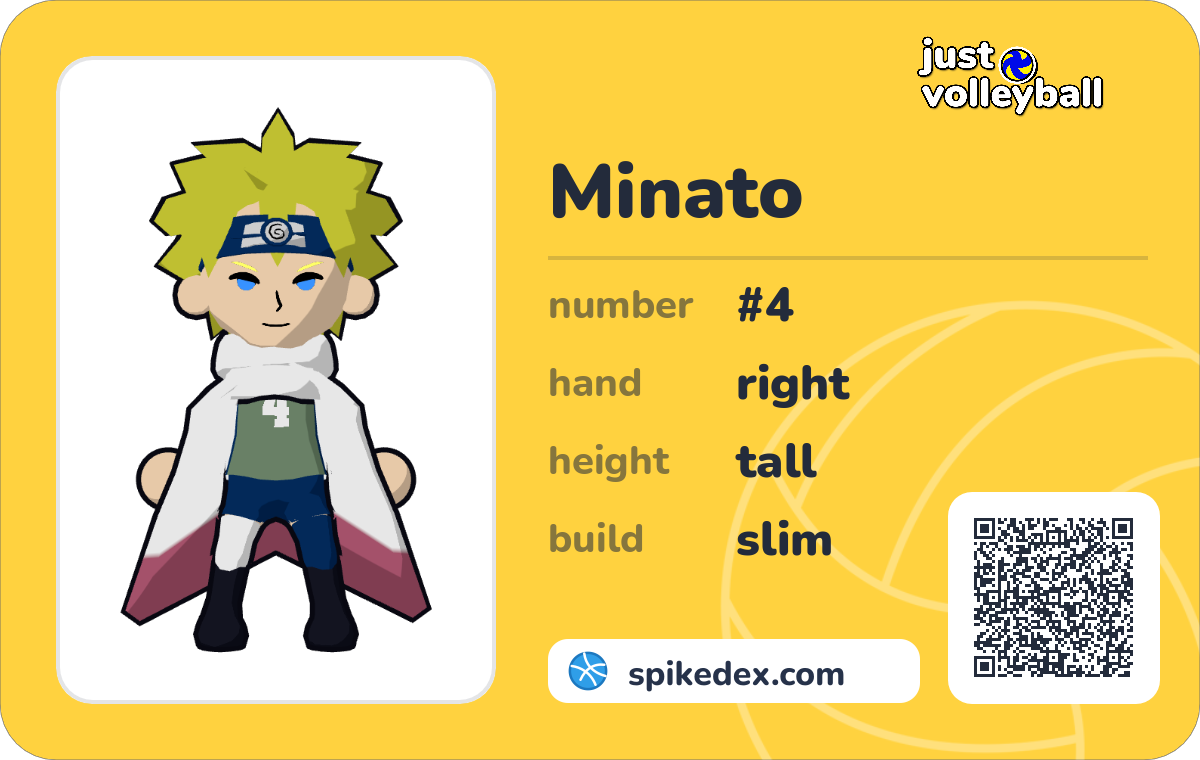 just
volleyball
Minato
number #4
hand right
height tall
build slim
4
spikedex.com